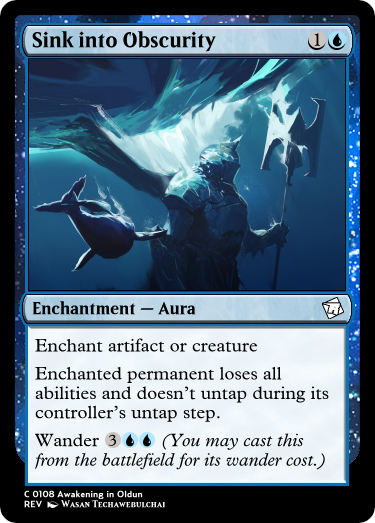 Sink into Obscurity 1
Enchantment — Aura
Enchant artifact or creature
Enchanted permanent loses all
abilities and doesn't untap during its
controller's untap step.
Wander 3 (You may cast this
from the battlefield for its wander cost.)
C 0108 Awakening in Oldun
REV Wasan Techawebulchai